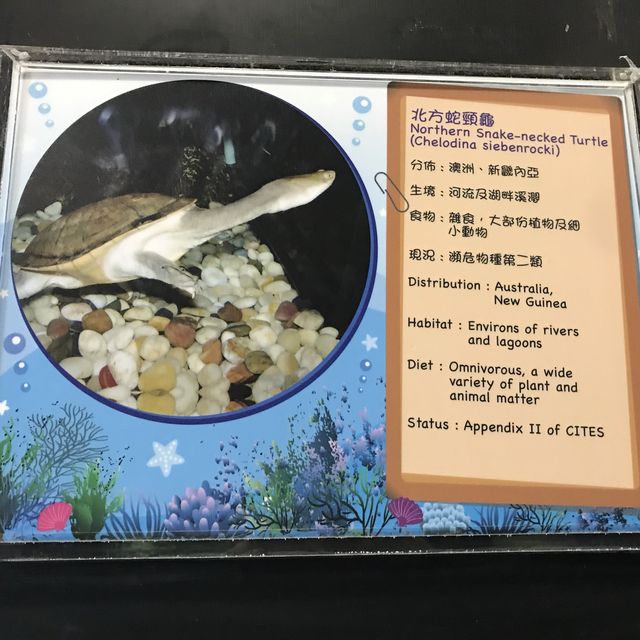 北方蛇頸龜
Northern Snake-necked Turtle
(Chelodina siebenrocki)
分佈：澳洲、新畿內亞
生境：河流及湖畔溪澗
食物：雜食，大部份植物及細
小動物
現況：瀕危物種第二類
Distribution : Australia,
New Guinea
Habitat : Environs of rivers
and lagoons
Diet : Omnivorous, a wide
variety of plant and
animal matter
Status : Appendix II of CITES